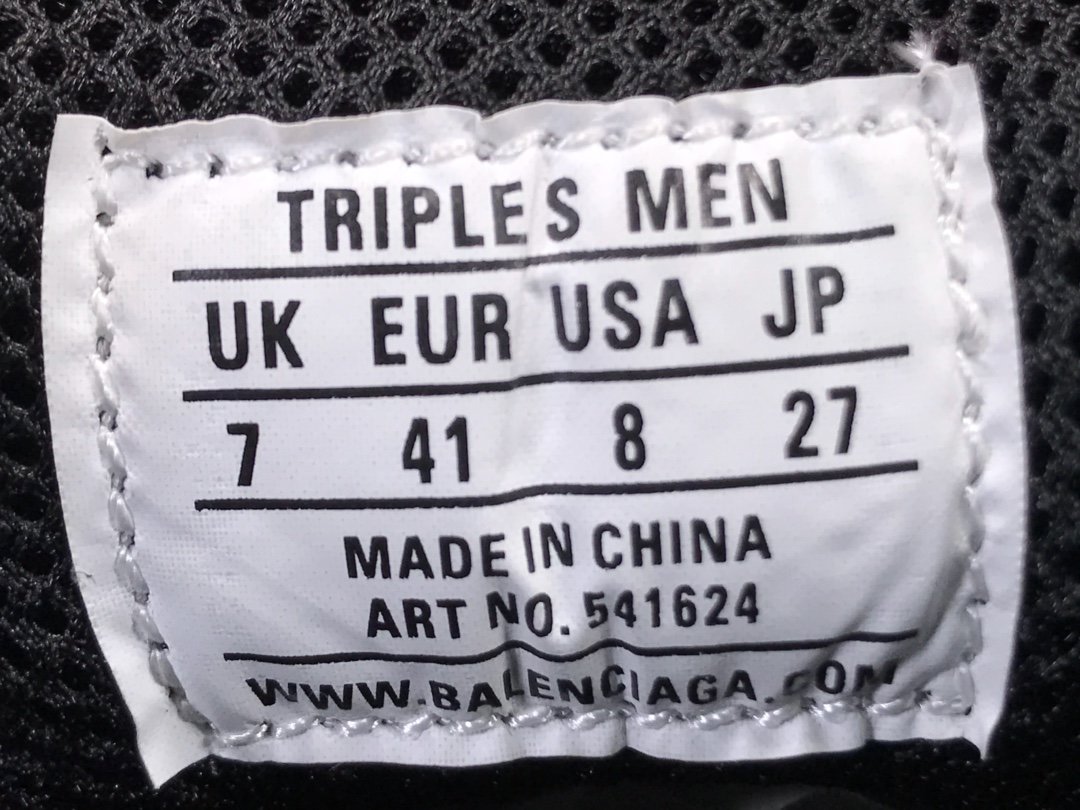 TRIPLE S MEN
UK EUR USA JP
7 41 8 27
MADE IN CHINA
ART NO. 541624
WWW.BALENCIAGA.COM